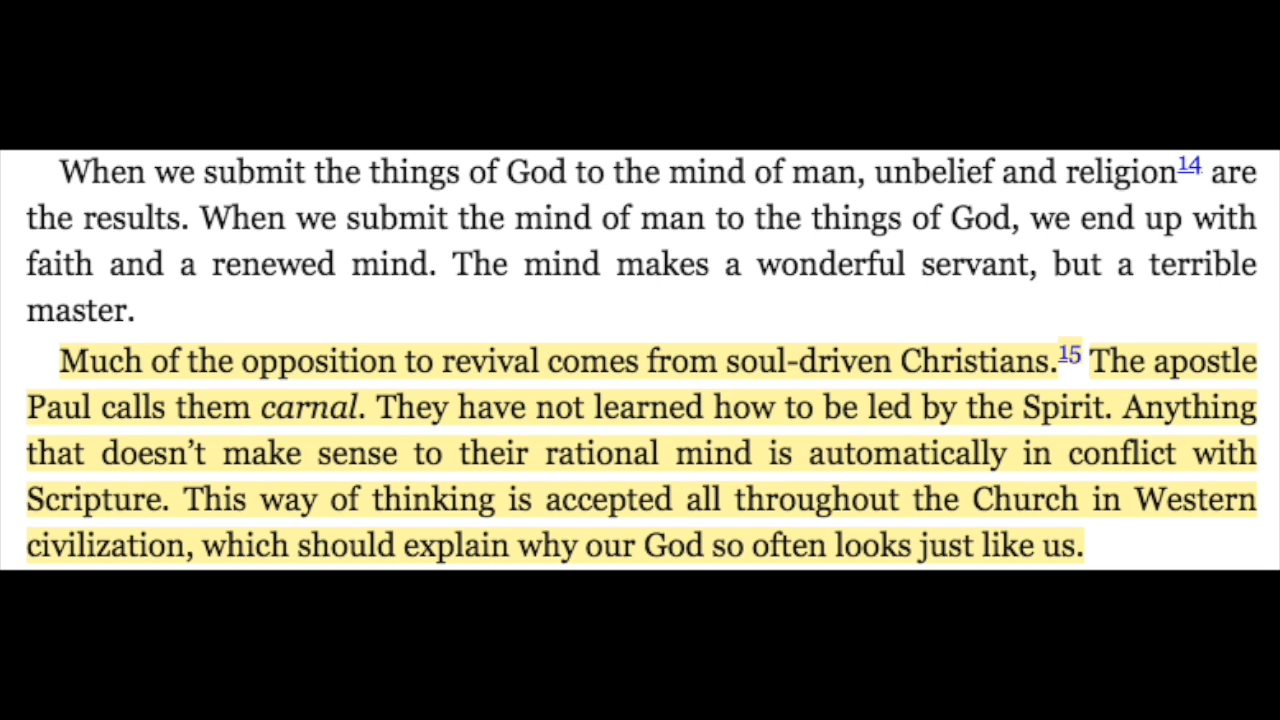 When we submit the things of God to the mind of man, unbelief and religion14 are
the results. When we submit the mind of man to the things of God, we end up with
faith and a renewed mind. The mind makes a wonderful servant, but a terrible
master.
Much of the opposition to revival comes from soul-driven Christians.15 The apostle
Paul calls them carnal. They have not learned how to be led by the Spirit. Anything
that doesn’t make sense to their rational mind is automatically in conflict with
Scripture. This way of thinking is accepted all throughout the Church in Western
civilization, which should explain why our God so often looks just like us.